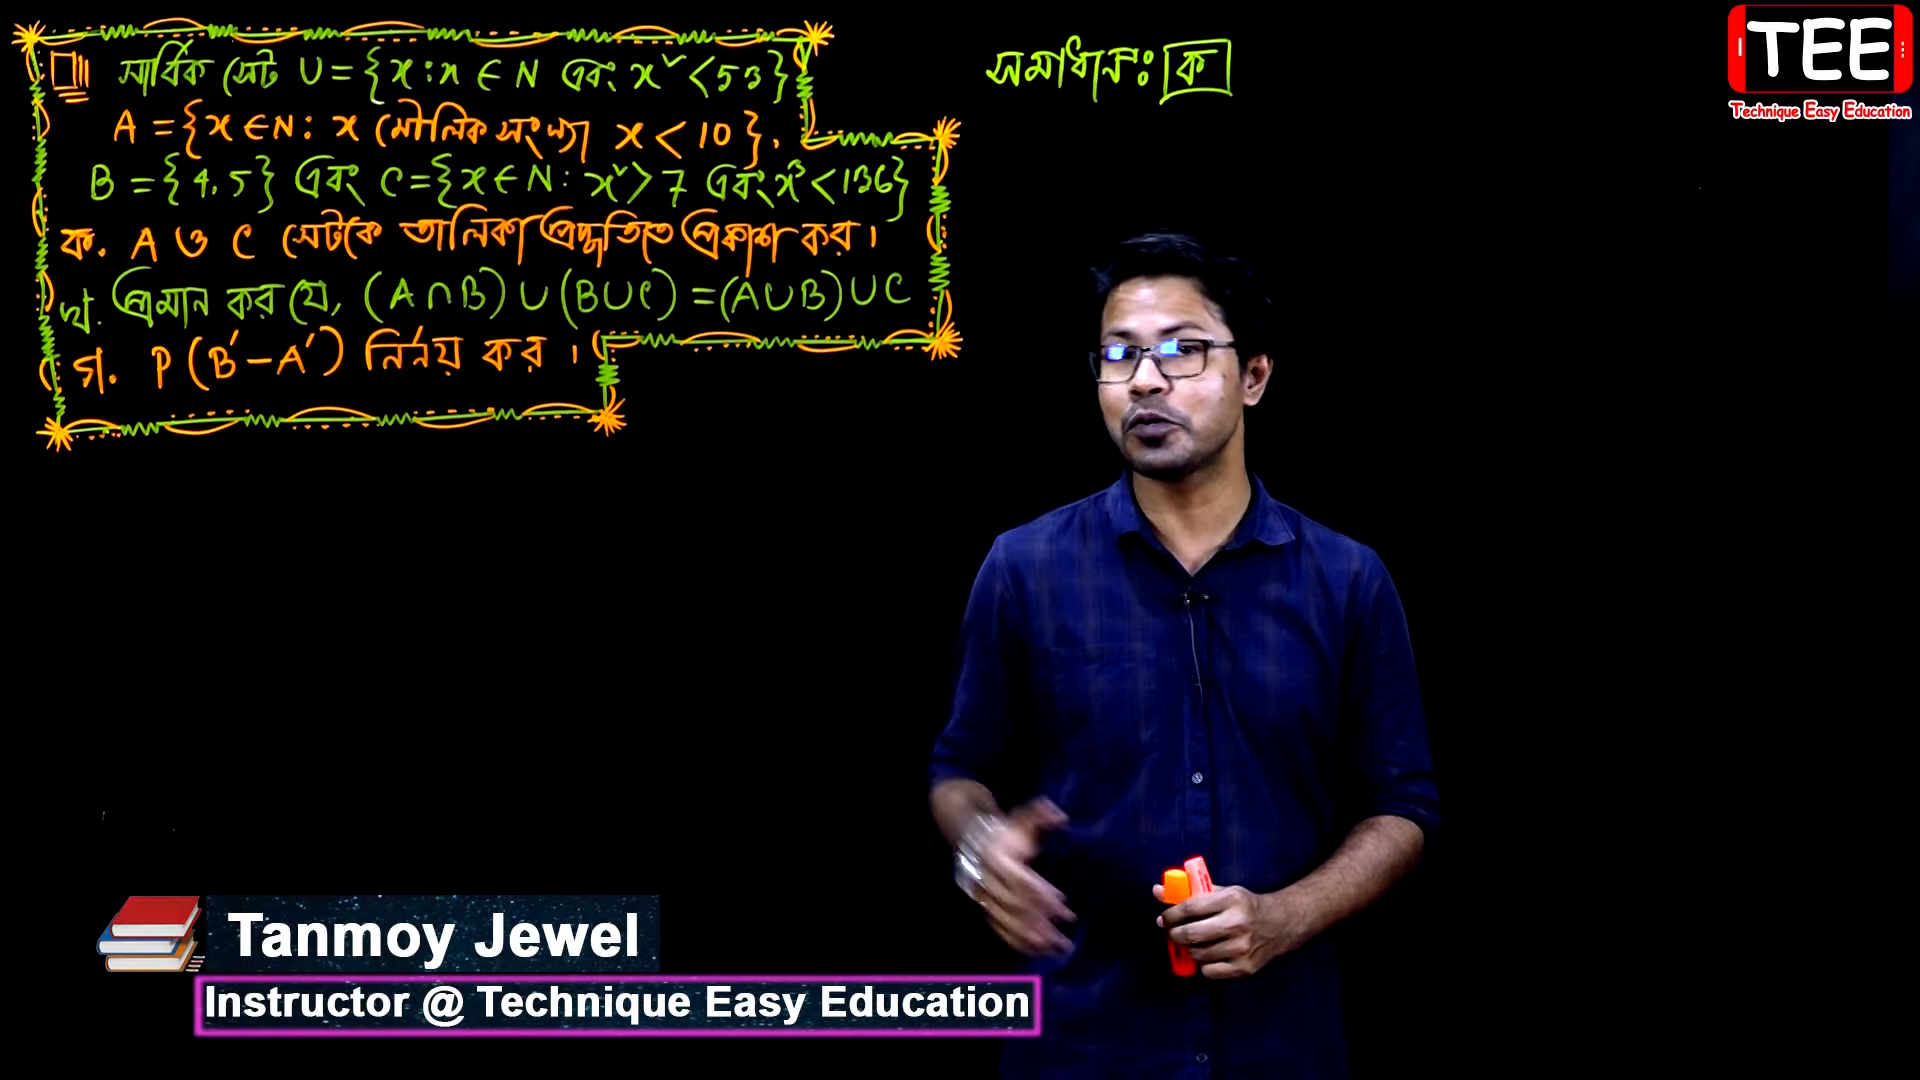 সার্বিক সেট U = {x : x ∈ N এবং x² < 53}
A = {x ∈ N : x মৌলিক সংখ্যা x < 10},
B = {4, 5} এবং C = {x ∈ N : x² > 7 এবং x³ < 136}
ক. A ও C সেটকে তালিকা পদ্ধতিতে প্রকাশ কর।
খ. প্রমান কর যে, (A ∩ B) ∪ (B ∪ C) = (A ∪ B) ∪ C
গ. P (B′ − A′) নির্নয় কর।
সমাধানঃ ক
TEE
Technique Easy Education
Tanmoy Jewel
Instructor @ Technique Easy Education